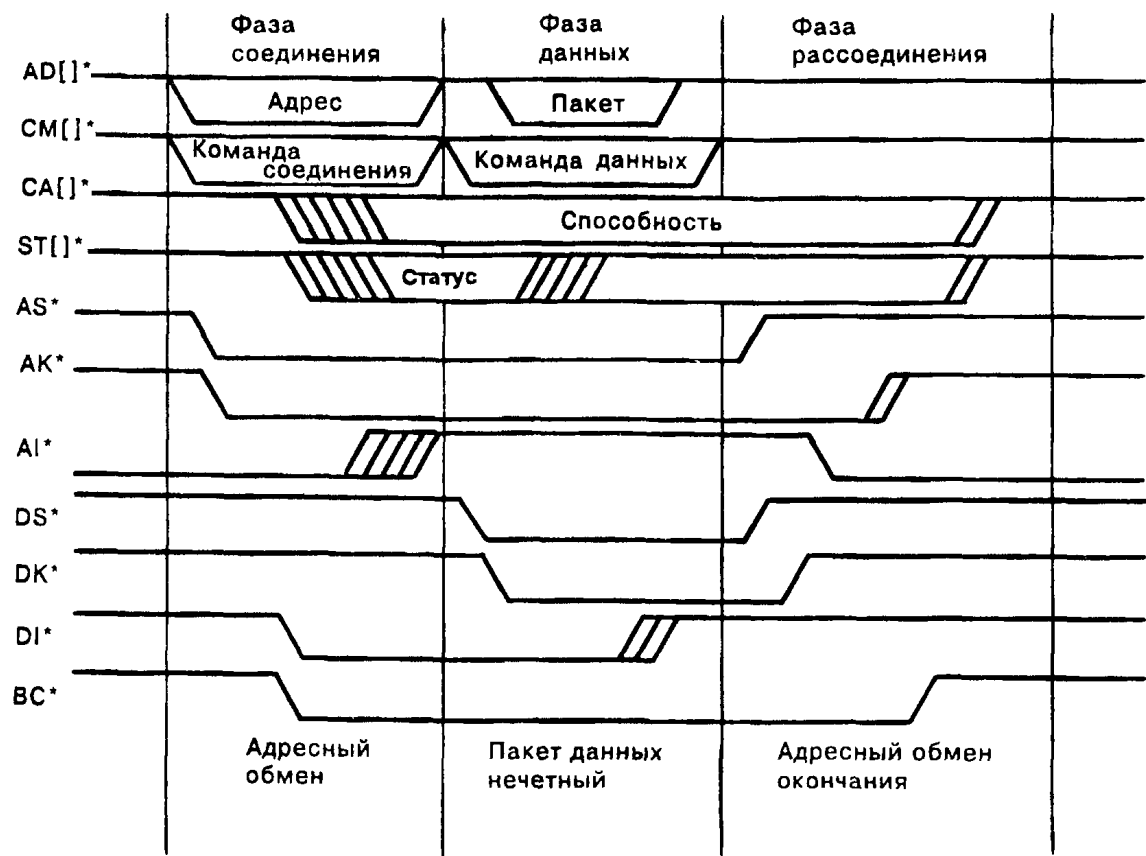 Фаза
соединения
Фаза
данных
Фаза
рассоединения
AD[]*
Адрес
Пакет
CM[]*
Команда
соединения
Команда данных
CA[]*
Способность
ST[]*
Статус
AS*
AK*
AI*
DS*
DK*
DI*
BC*
Адресный
обмен
Пакет данных
нечетный
Адресный обмен
окончания